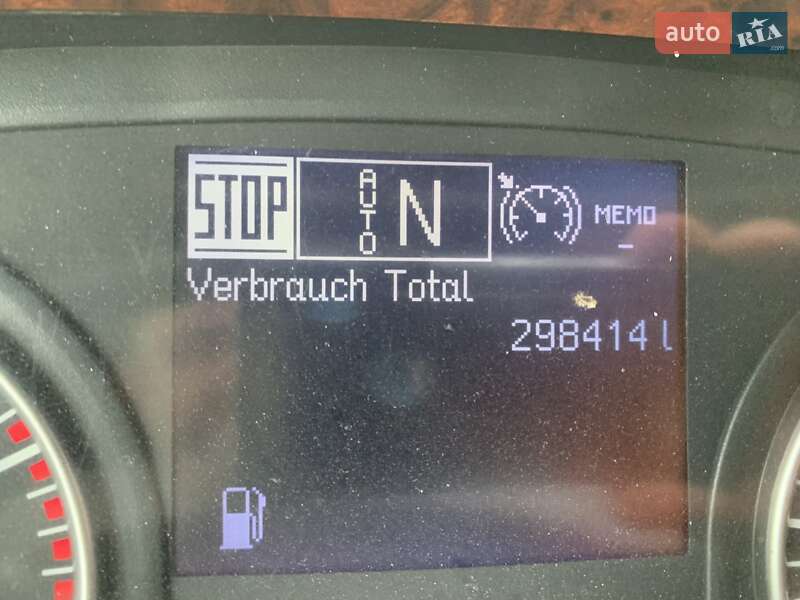 auto RIA
.com
STOP AUTO N MEMO
–
Verbrauch Total
298414 l